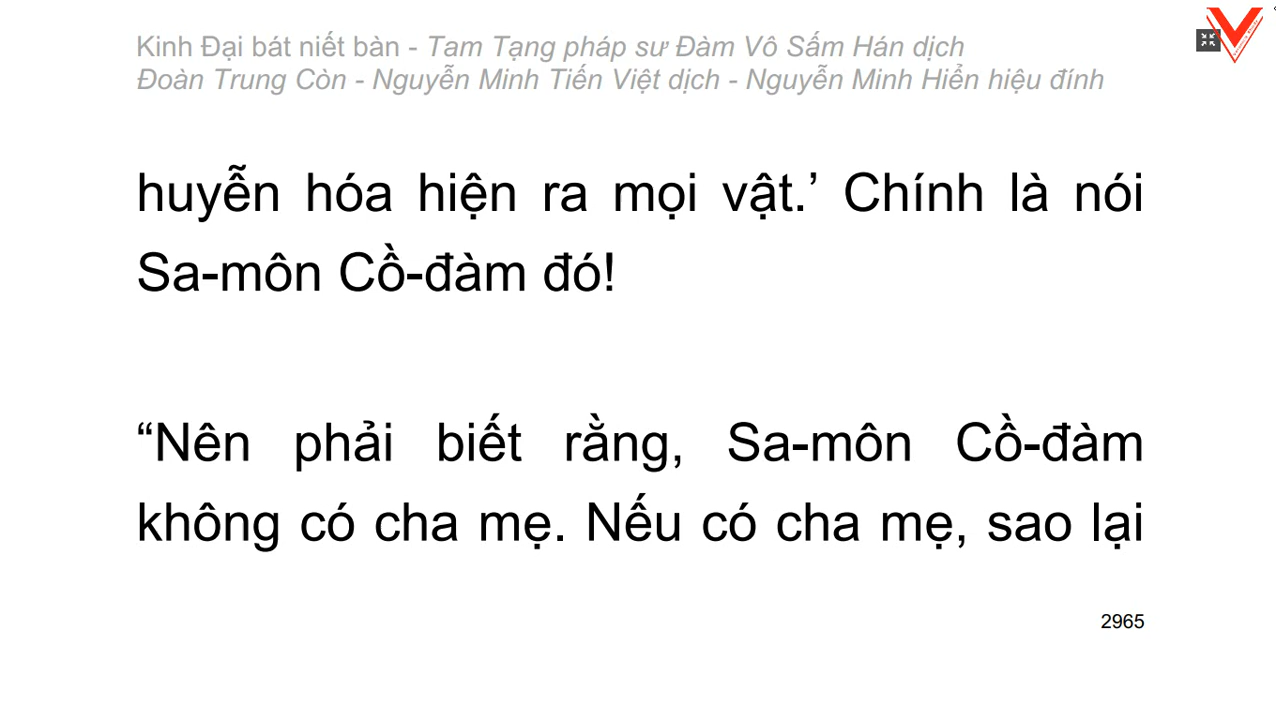 Kinh Đại bát niết bàn - Tam Tạng pháp sư Đàm Vô Sấm Hán dịch
Đoàn Trung Còn - Nguyễn Minh Tiến Việt dịch - Nguyễn Minh Hiển hiệu đính
huyễn hóa hiện ra mọi vật.’ Chính là nói
Sa-môn Cồ-đàm đó!
“Nên phải biết rằng, Sa-môn Cồ-đàm
không có cha mẹ. Nếu có cha mẹ, sao lại
2965